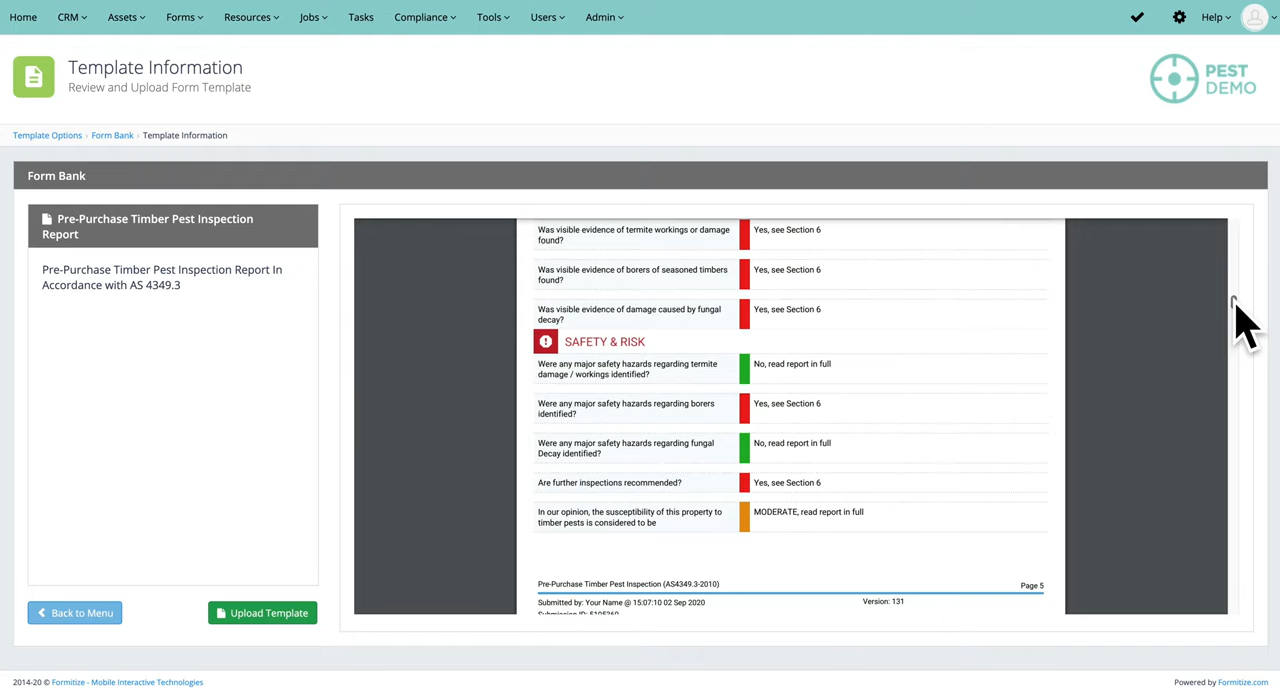 Home CRM Assets Forms Resources Jobs Tasks Compliance Tools Users Admin Help
Template Information
Review and Upload Form Template
PEST
DEMO
Template Options › Form Bank › Template Information
Form Bank
Pre-Purchase Timber Pest Inspection
Report
Pre-Purchase Timber Pest Inspection Report In
Accordance with AS 4349.3
Was visible evidence of termite workings or damage
found?
Yes, see Section 6
Was visible evidence of borers of seasoned timbers
found?
Yes, see Section 6
Was visible evidence of damage caused by fungal
decay?
Yes, see Section 6
SAFETY & RISK
Were any major safety hazards regarding termite
damage / workings identified?
No, read report in full
Were any major safety hazards regarding borers
identified?
Yes, see Section 6
Were any major safety hazards regarding fungal
Decay identified?
No, read report in full
Are further inspections recommended?
Yes, see Section 6
In our opinion, the susceptibility of this property to
timber pests is considered to be
MODERATE, read report in full
Pre-Purchase Timber Pest Inspection (AS4349.3-2010)
Page 5
Submitted by: Your Name @ 15:07:10 02 Sep 2020
Version: 131
Submission ID: 5105360
Back to Menu
Upload Template
2014-20 © Formitize - Mobile Interactive Technologies
Powered by Formitize.com